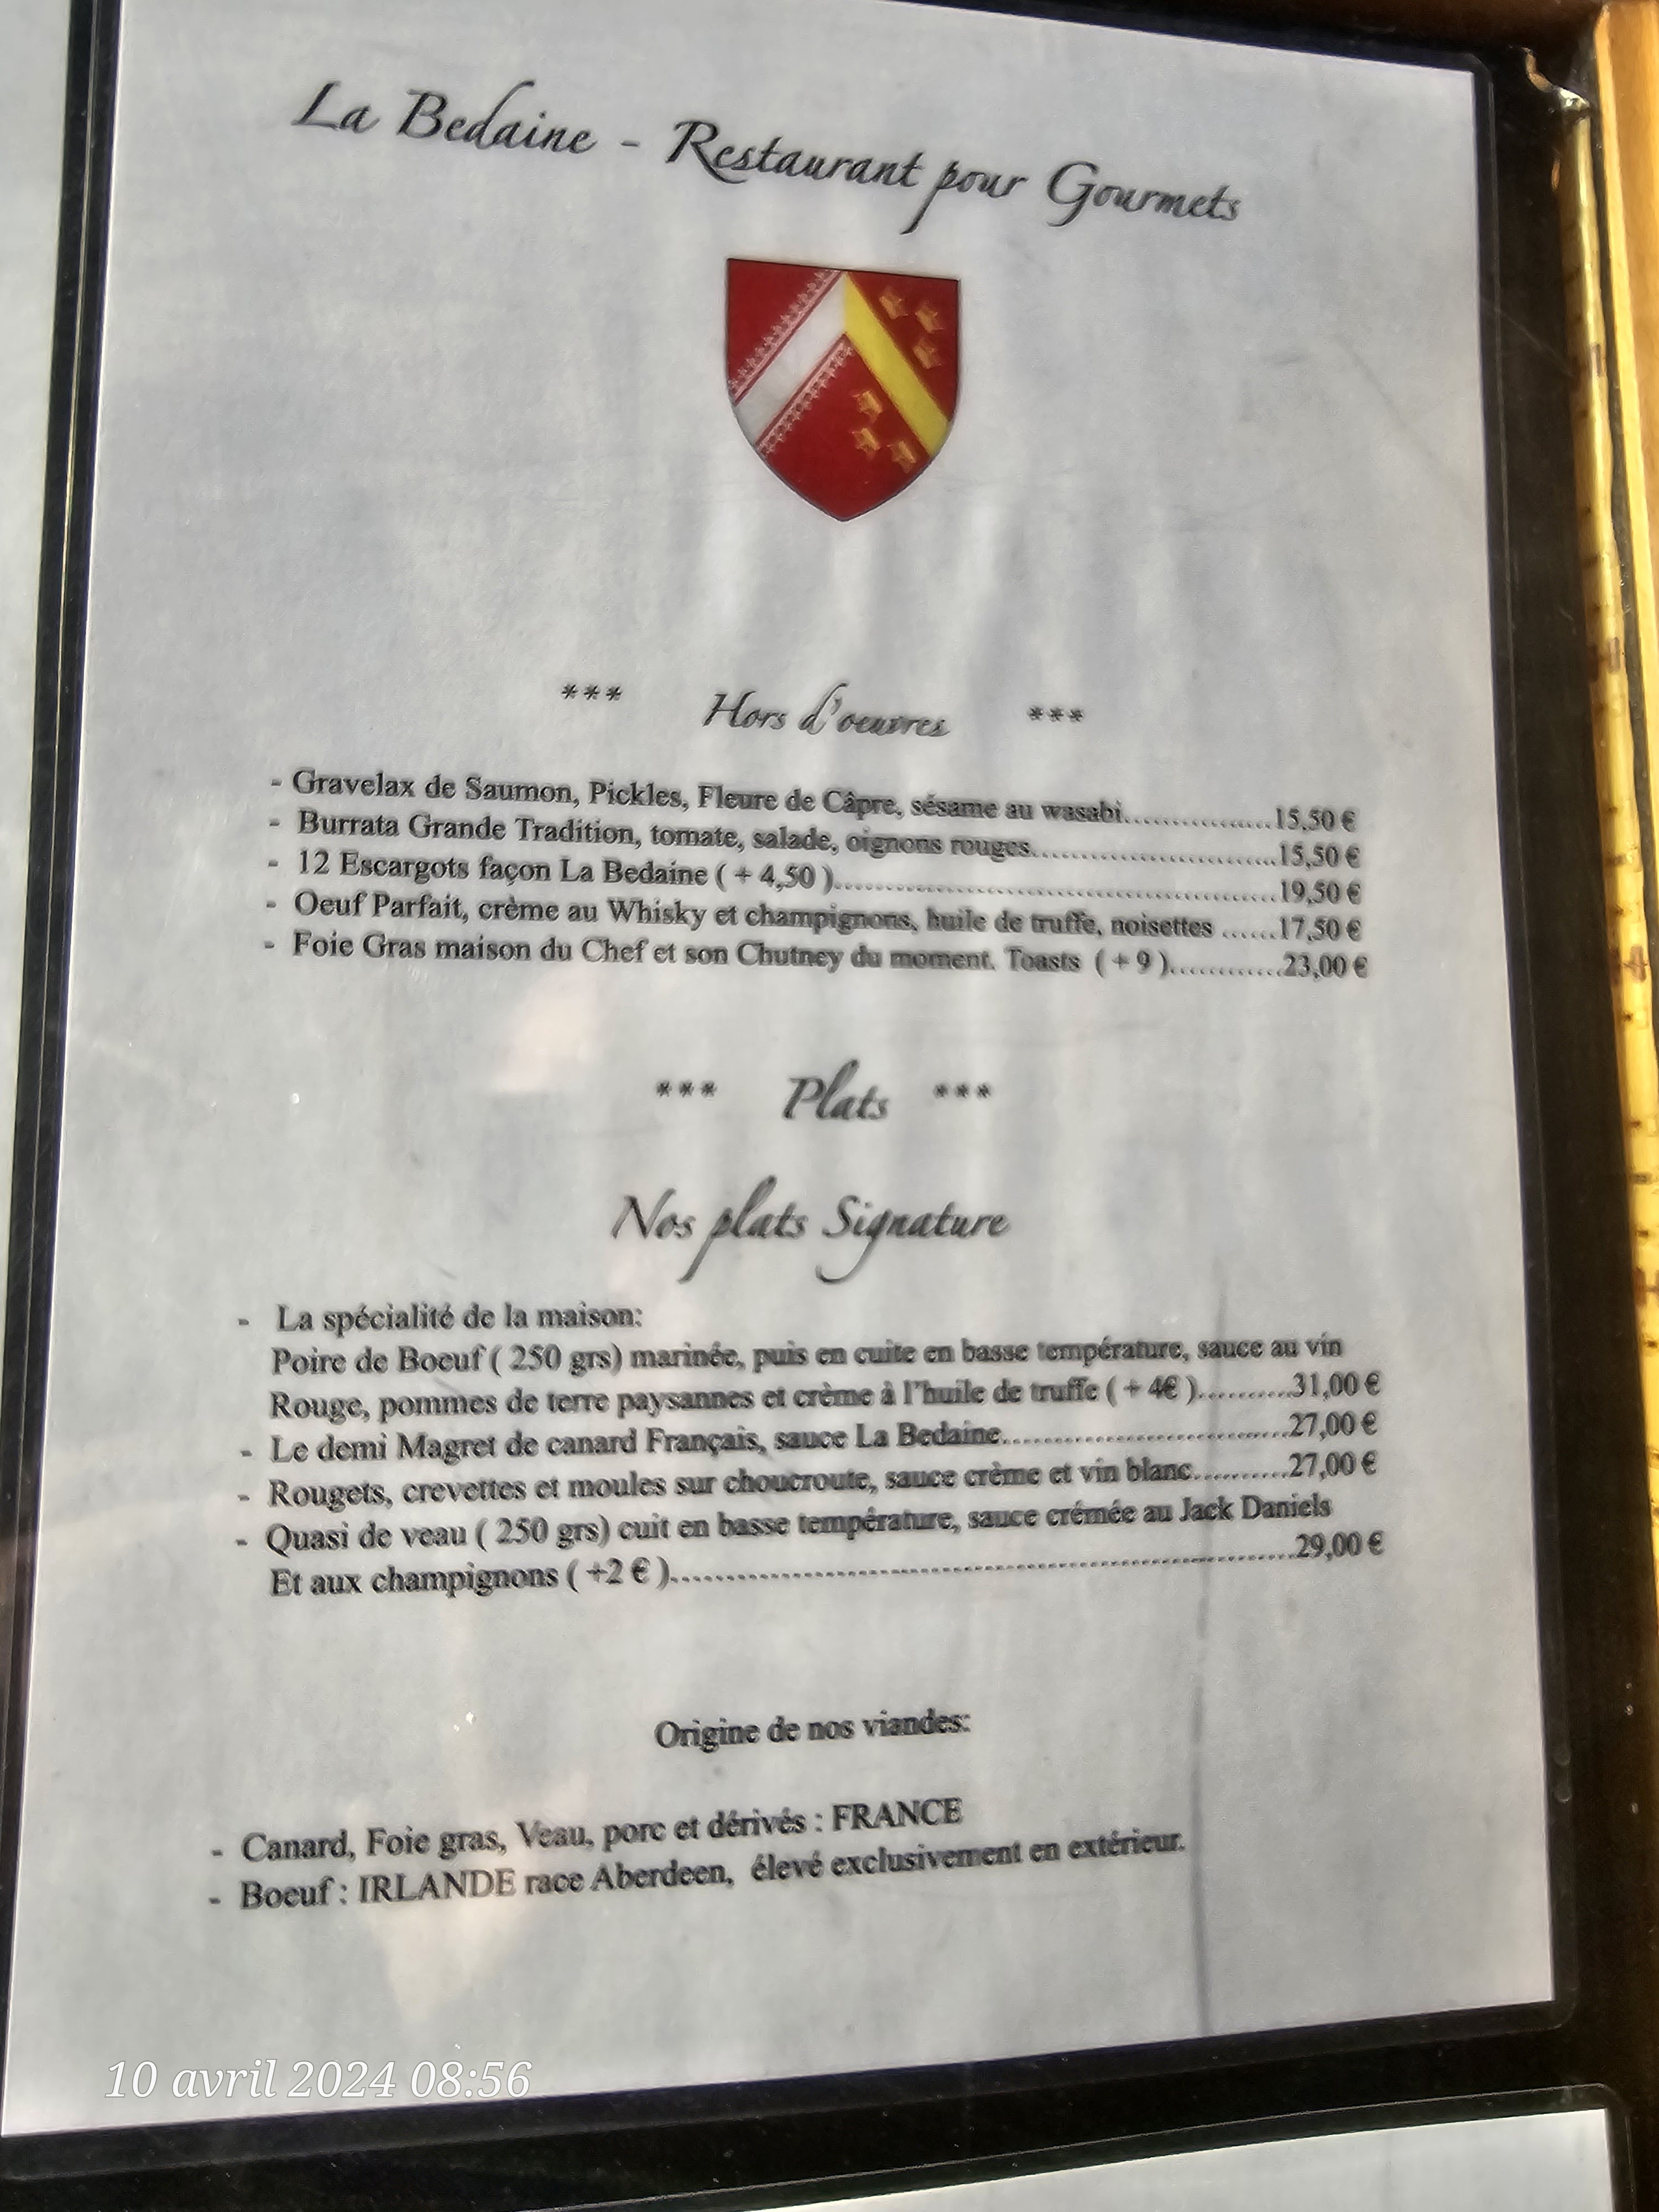 La Bedaine - Restaurant pour Gourmets
*** Hors d'oeuvres ***
- Gravelax de Saumon, Pickles, Fleure de Câpre, sésame au wasabi................15,50 €
- Burrata Grande Tradition, tomate, salade, oignons rouges...........................15,50 €
- 12 Escargots façon La Bedaine ( + 4,50 )................................................19,50 €
- Oeuf Parfait, crème au Whisky et champignons, huile de truffe, noisettes ......17,50 €
- Foie Gras maison du Chef et son Chutney du moment. Toasts ( + 9 ).............23,00 €
*** Plats ***
Nos plats Signature
- La spécialité de la maison:
Poire de Boeuf ( 250 grs) marinée, puis en cuite en basse température, sauce au vin
Rouge, pommes de terre paysannes et crème à l'huile de truffe ( + 4€ )..........31,00 €
- Le demi Magret de canard Français, sauce La Bedaine...............................27,00 €
- Rougets, crevettes et moules sur choucroute, sauce crème et vin blanc..........27,00 €
- Quasi de veau ( 250 grs) cuit en basse température, sauce crémée au Jack Daniels
Et aux champignons ( +2 € )....................................................................29,00 €
Origine de nos viandes:
- Canard, Foie gras, Veau, porc et dérivés : FRANCE
- Boeuf : IRLANDE race Aberdeen, élevé exclusivement en extérieur.
10 avril 2024 08:56